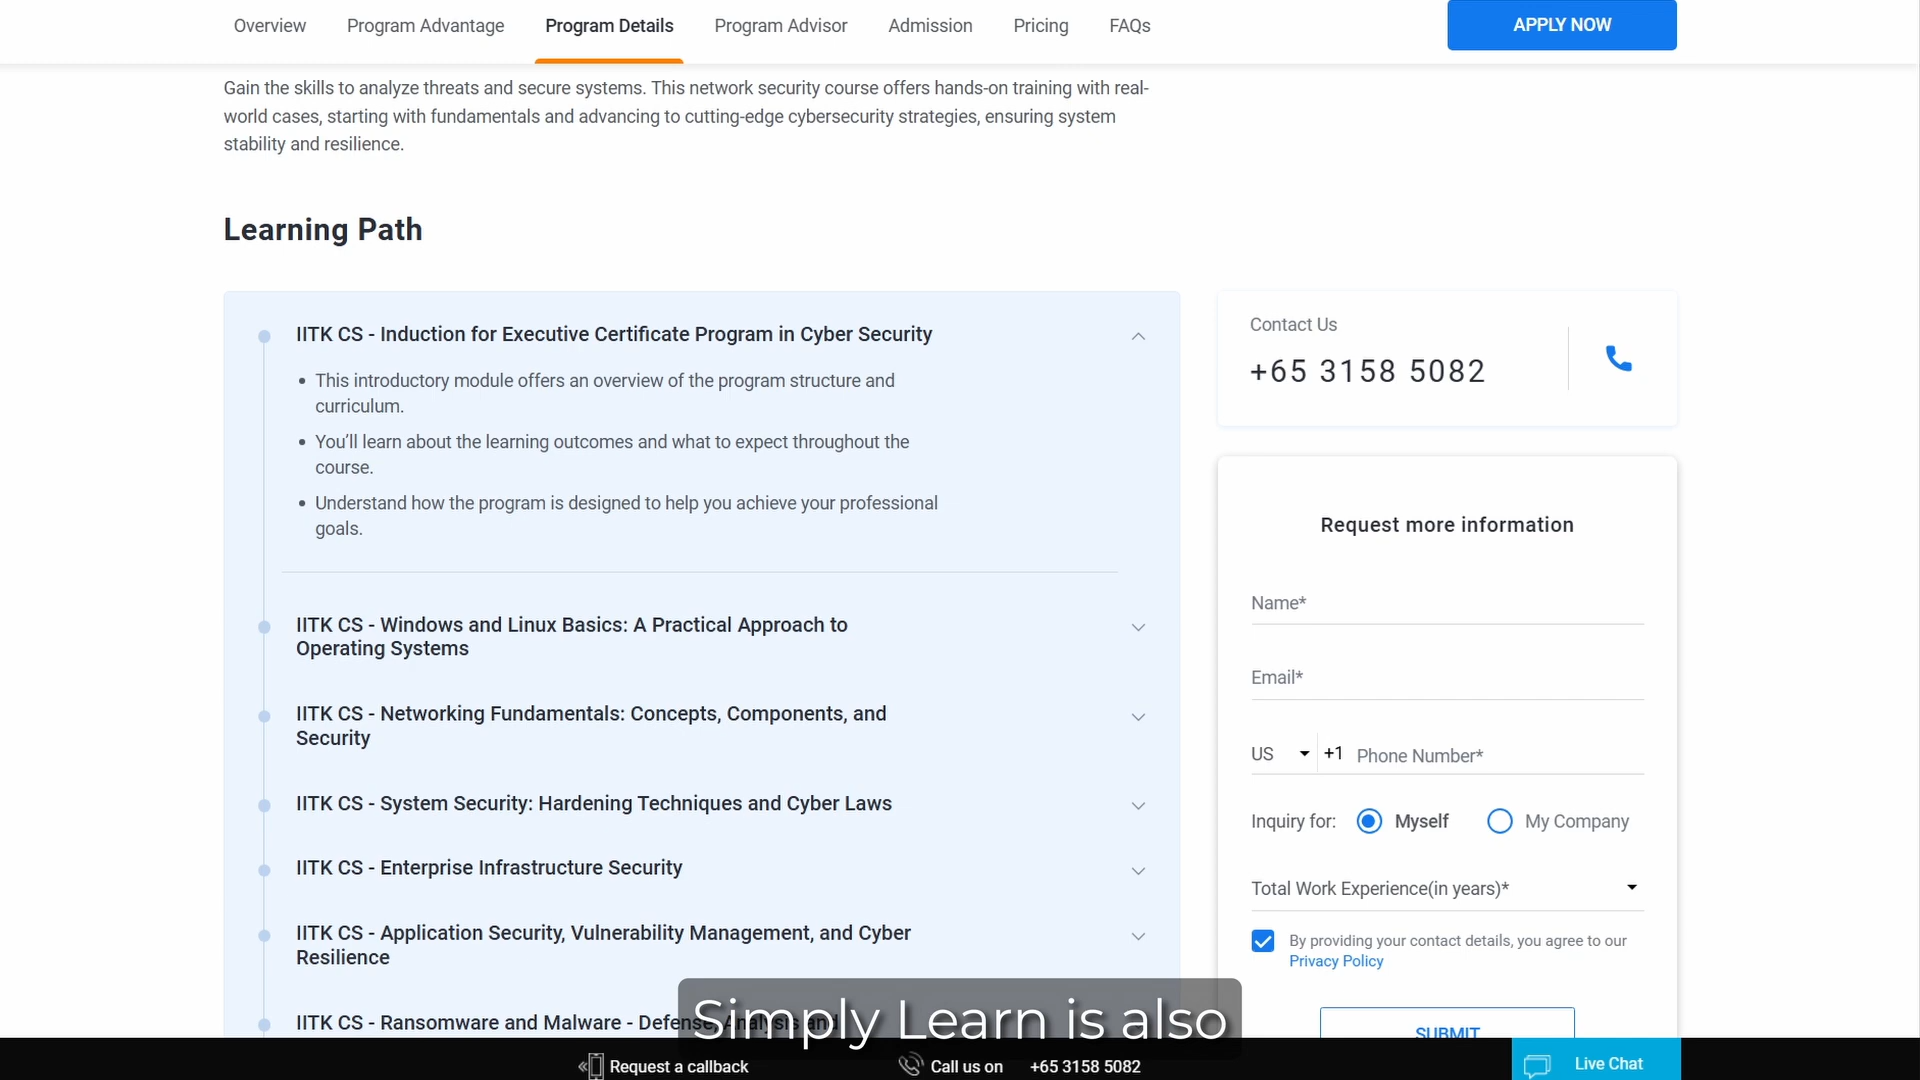 Overview Program Advantage Program Details Program Advisor Admission Pricing FAQs APPLY NOW
Gain the skills to analyze threats and secure systems. This network security course offers hands-on training with real-
world cases, starting with fundamentals and advancing to cutting-edge cybersecurity strategies, ensuring system
stability and resilience.
Learning Path
IITK CS - Induction for Executive Certificate Program in Cyber Security
• This introductory module offers an overview of the program structure and
curriculum.
• You’ll learn about the learning outcomes and what to expect throughout the
course.
• Understand how the program is designed to help you achieve your professional
goals.
IITK CS - Windows and Linux Basics: A Practical Approach to
Operating Systems
IITK CS - Networking Fundamentals: Concepts, Components, and
Security
IITK CS - System Security: Hardening Techniques and Cyber Laws
IITK CS - Enterprise Infrastructure Security
IITK CS - Application Security, Vulnerability Management, and Cyber
Resilience
IITK CS - Ransomware and Malware - Defense, Analysis and
Contact Us
+65 3158 5082
Request more information
Name*
Email*
US +1 Phone Number*
Inquiry for: Myself My Company
Total Work Experience(in years)*
By providing your contact details, you agree to our
Privacy Policy
SUBMIT
Simply Learn is also
Request a callback Call us on +65 3158 5082 Live Chat